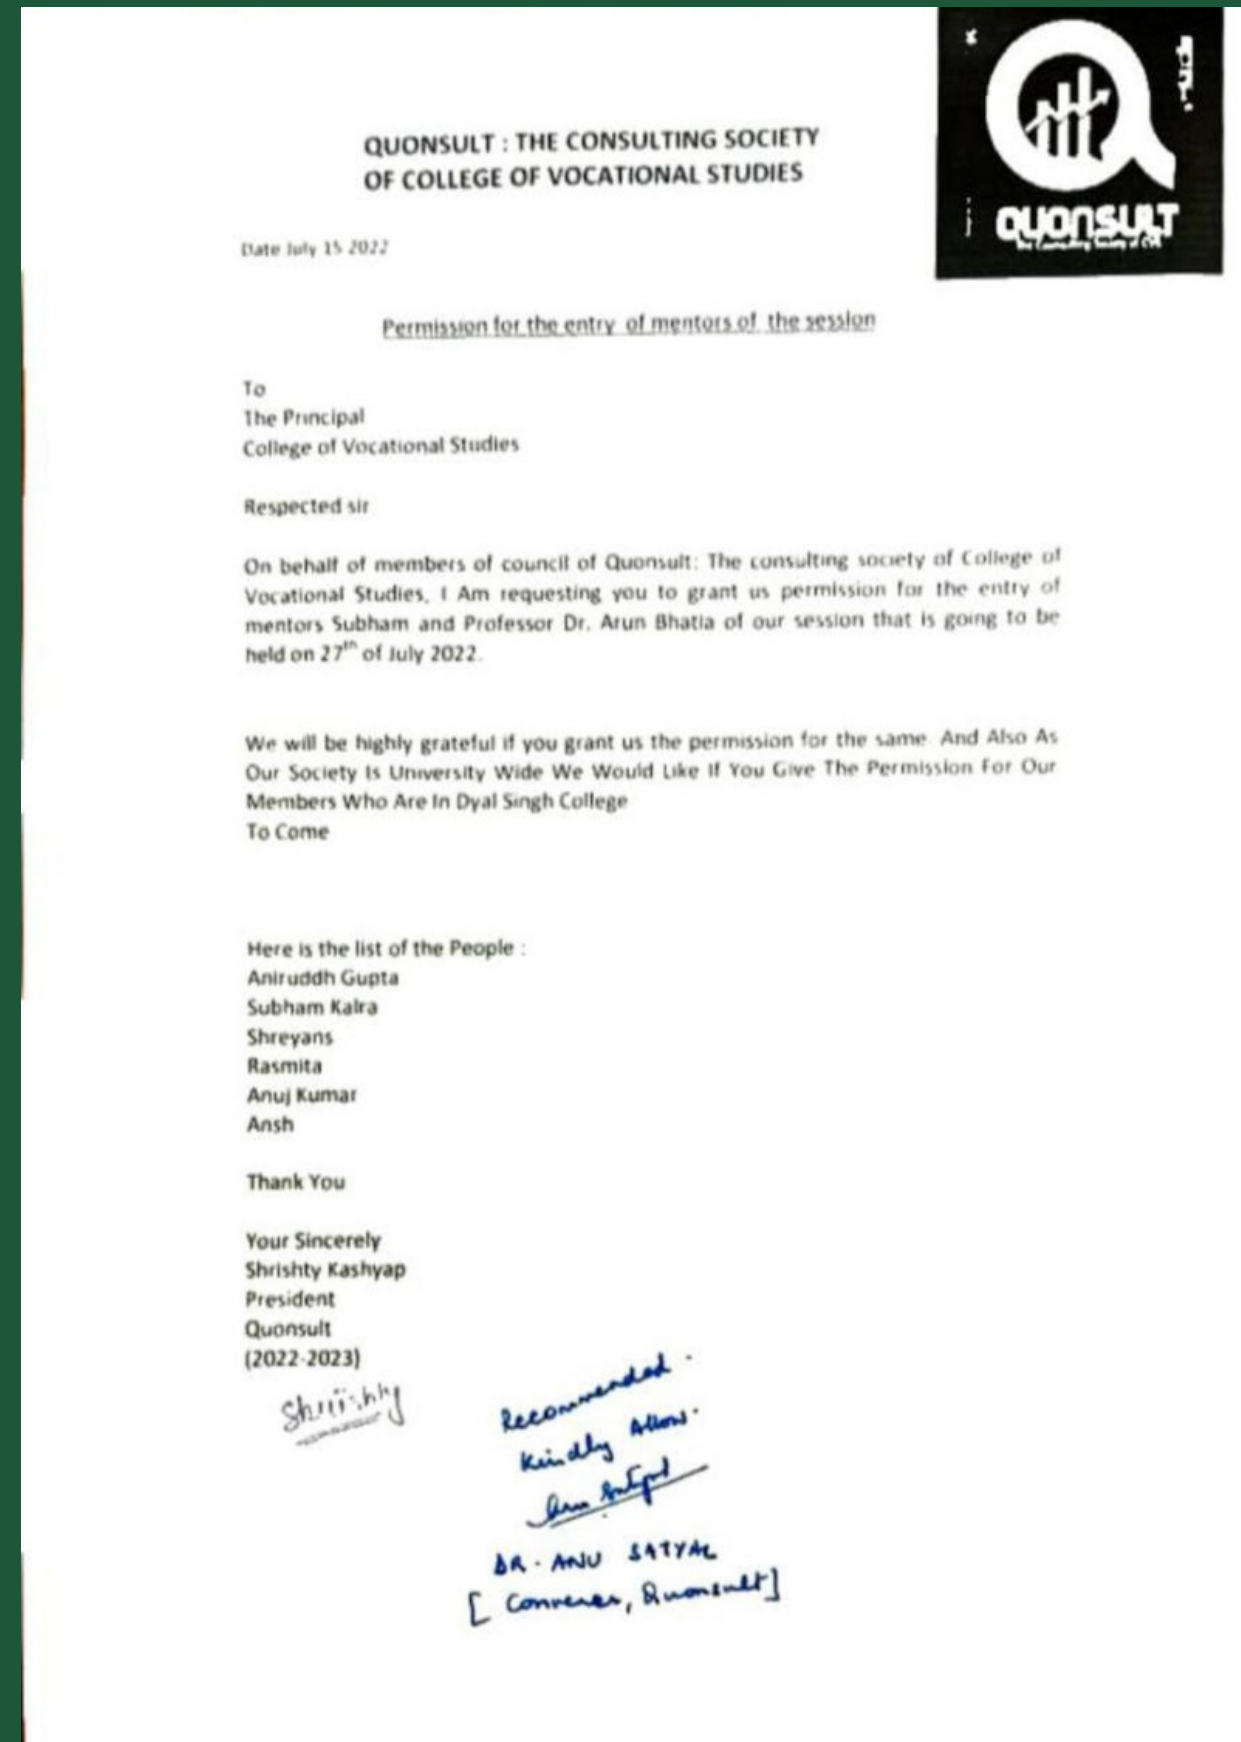 QUONSULT : THE CONSULTING SOCIETY
OF COLLEGE OF VOCATIONAL STUDIES
QUONSULT
The Consulting Society of CVS
Date July 15 2022
Permission for the entry of mentors of the session
To
The Principal
College of Vocational Studies
Respected sir
On behalf of members of council of Quonsult: The consulting society of College of
Vocational Studies, I Am requesting you to grant us permission for the entry of
mentors Subham and Professor Dr. Arun Bhatia of our session that is going to be
held on 27th of July 2022.
We will be highly grateful if you grant us the permission for the same. And Also As
Our Society Is University Wide We Would Like If You Give The Permission For Our
Members Who Are In Dyal Singh College
To Come
Here is the list of the People :
Aniruddh Gupta
Subham Kalra
Shreyans
Rasmita
Anuj Kumar
Ansh
Thank You
Your Sincerely
Shrishty Kashyap
President
Quonsult
(2022-2023)
Shriishty
Recommended.
Kindly Allow.
Anu Satyal
DR. ANU SATYAL
[Convener, Quonsult]